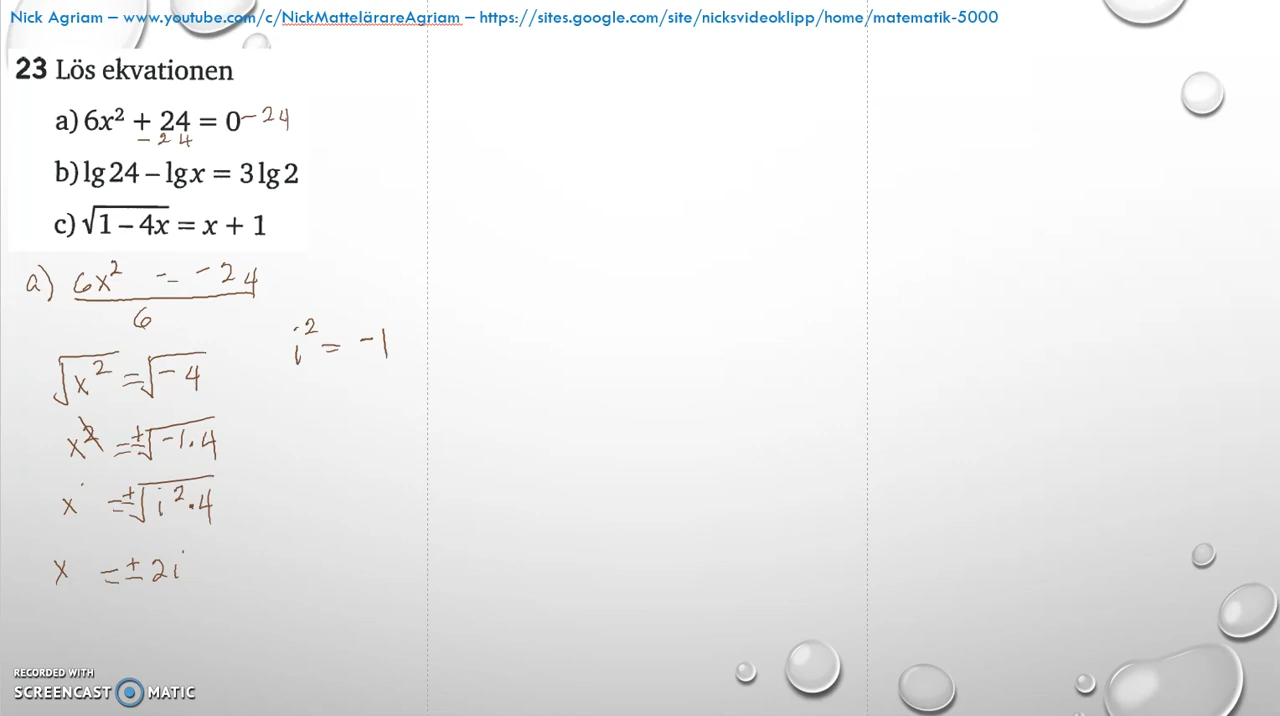 Nick Agriam – www.youtube.com/c/NickMattelärareAgriam – https://sites.google.com/site/nicksvideoklipp/home/matematik-5000
23 Lös ekvationen
a) 6x² + 24 = 0 - 24
- 24
b) lg 24 – lg x = 3 lg 2
c) √(1 – 4x) = x + 1
a) 6x² = -24
6
i² = -1
√x² = √-4
x² = ±√-1·4
x = ±√i²·4
x = ±2i
RECORDED WITH
SCREENCAST MATIC